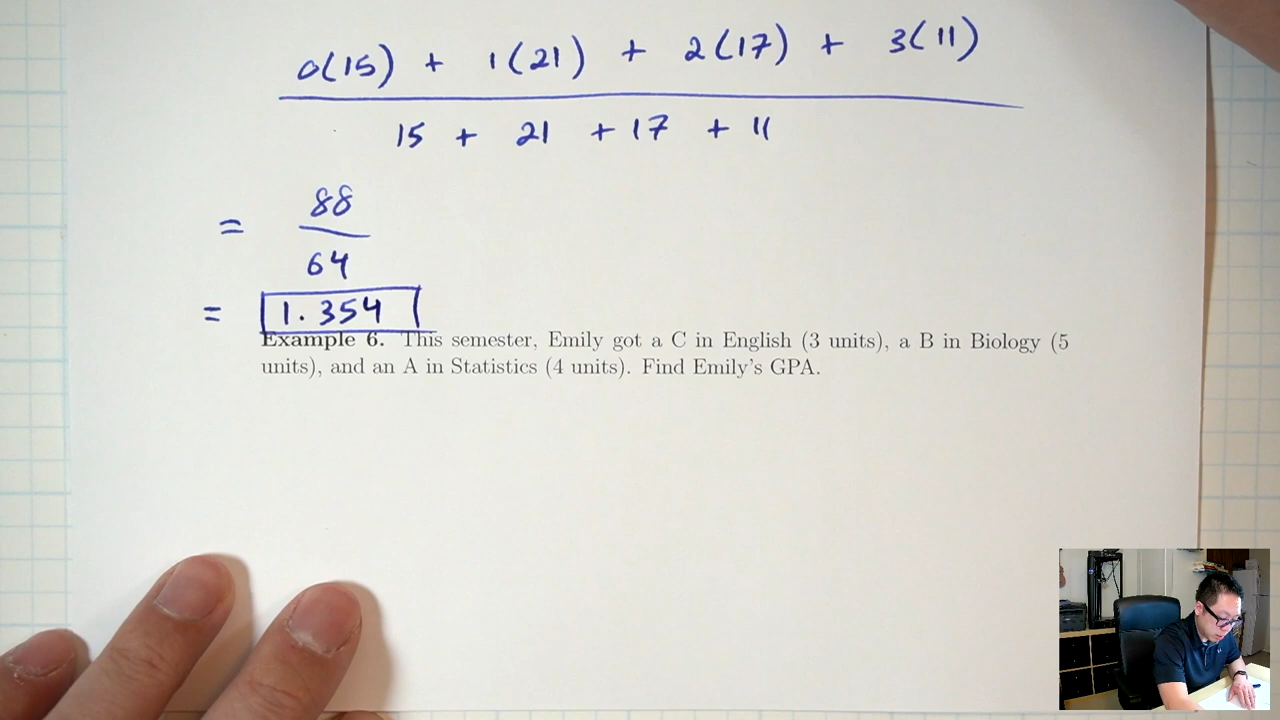 0(15) + 1(21) + 2(17) + 3(11)
15 + 21 + 17 + 11
= 88
64
= 1.354
Example 6. This semester, Emily got a C in English (3 units), a B in Biology (5
units), and an A in Statistics (4 units). Find Emily's GPA.